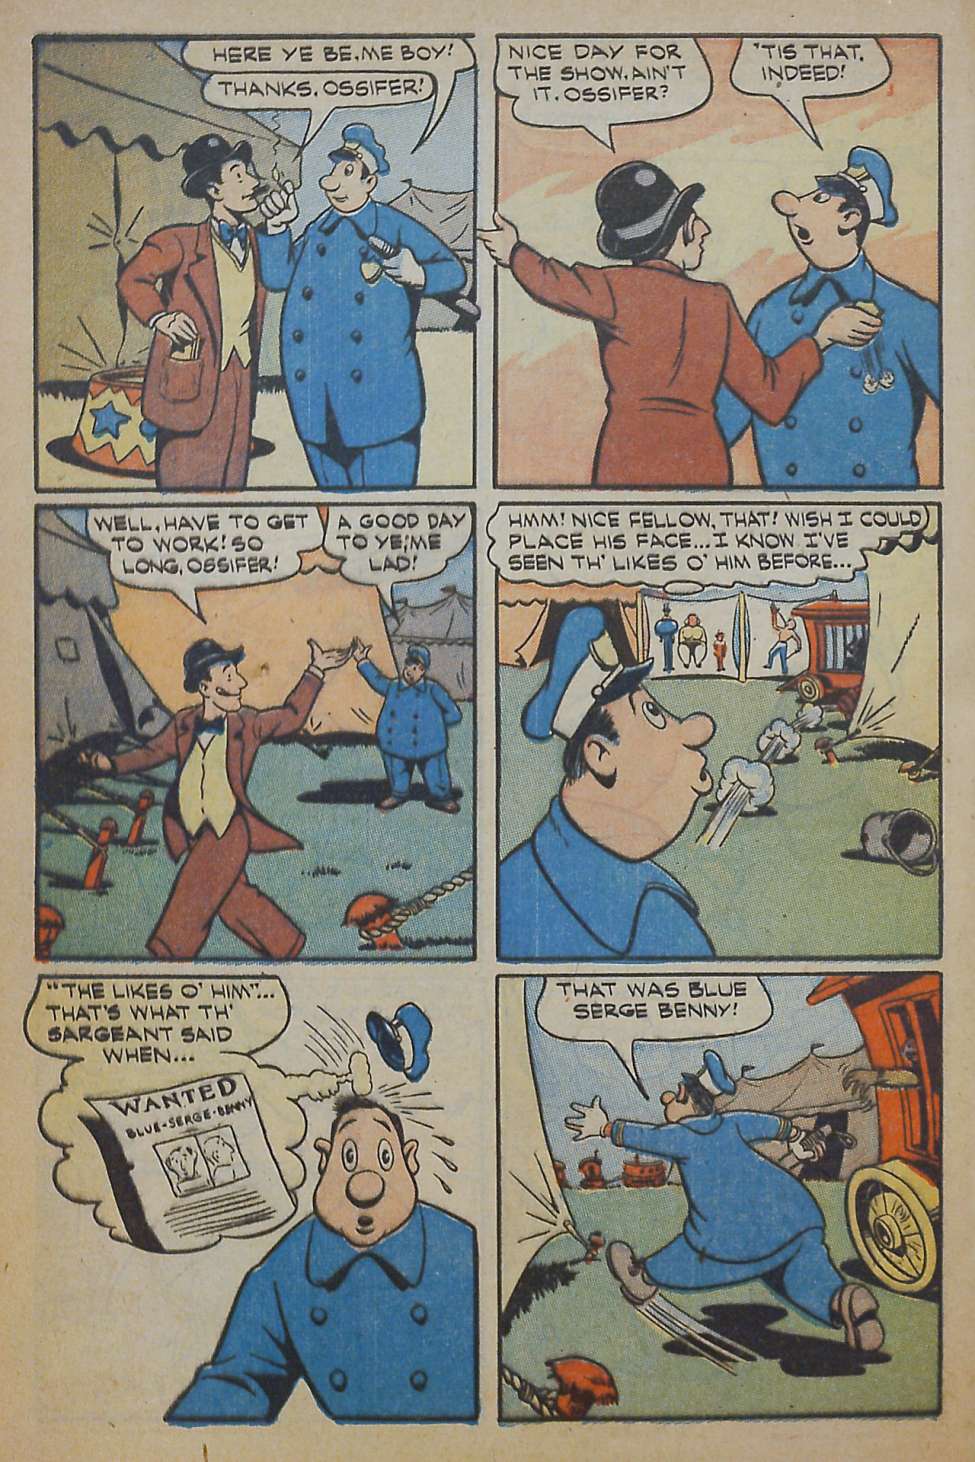 HERE YE BE, ME BOY!
THANKS, OSSIFER!
NICE DAY FOR
THE SHOW, AIN'T
IT, OSSIFER?
'TIS THAT,
INDEED!
WELL, HAVE TO GET
TO WORK! SO
LONG, OSSIFER!
A GOOD DAY
TO YE, ME
LAD!
HMM! NICE FELLOW, THAT! WISH I COULD
PLACE HIS FACE... I KNOW I'VE
SEEN TH' LIKES O' HIM BEFORE...
"THE LIKES O' HIM"...
THAT'S WHAT TH'
SARGEANT SAID
WHEN...
WANTED
BLUE-SERGE-BENNY
THAT WAS BLUE
SERGE BENNY!